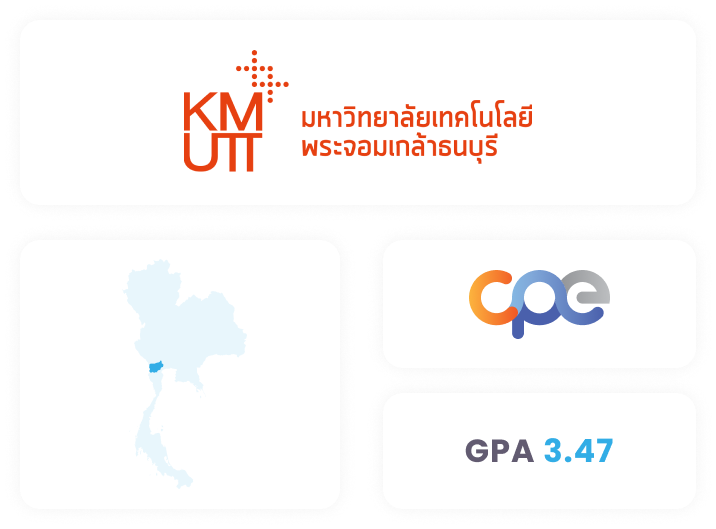 KM
UTT
มหาวิทยาลัยเทคโนโลยี
พระจอมเกล้าธนบุรี
cpe
GPA 3.47